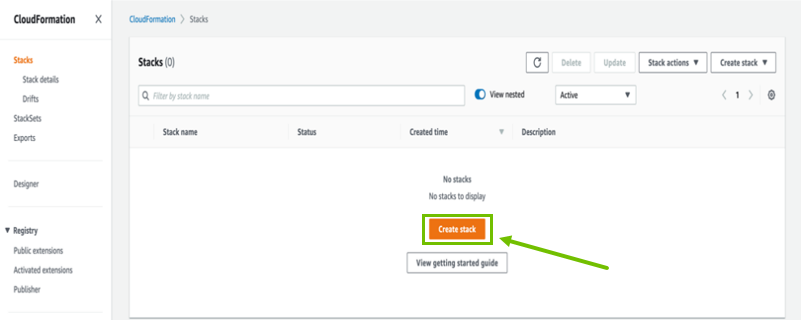 CloudFormation X
Stacks
Stack details
Drifts
StackSets
Exports
Designer
Registry
Public extensions
Activated extensions
Publisher
CloudFormation > Stacks
Stacks (0)
Delete
Update
Stack actions
Create stack
Filter by stack name
View nested
Active
< 1 >
Stack name Status Created time Description
No stacks
No stacks to display
Create stack
View getting started guide